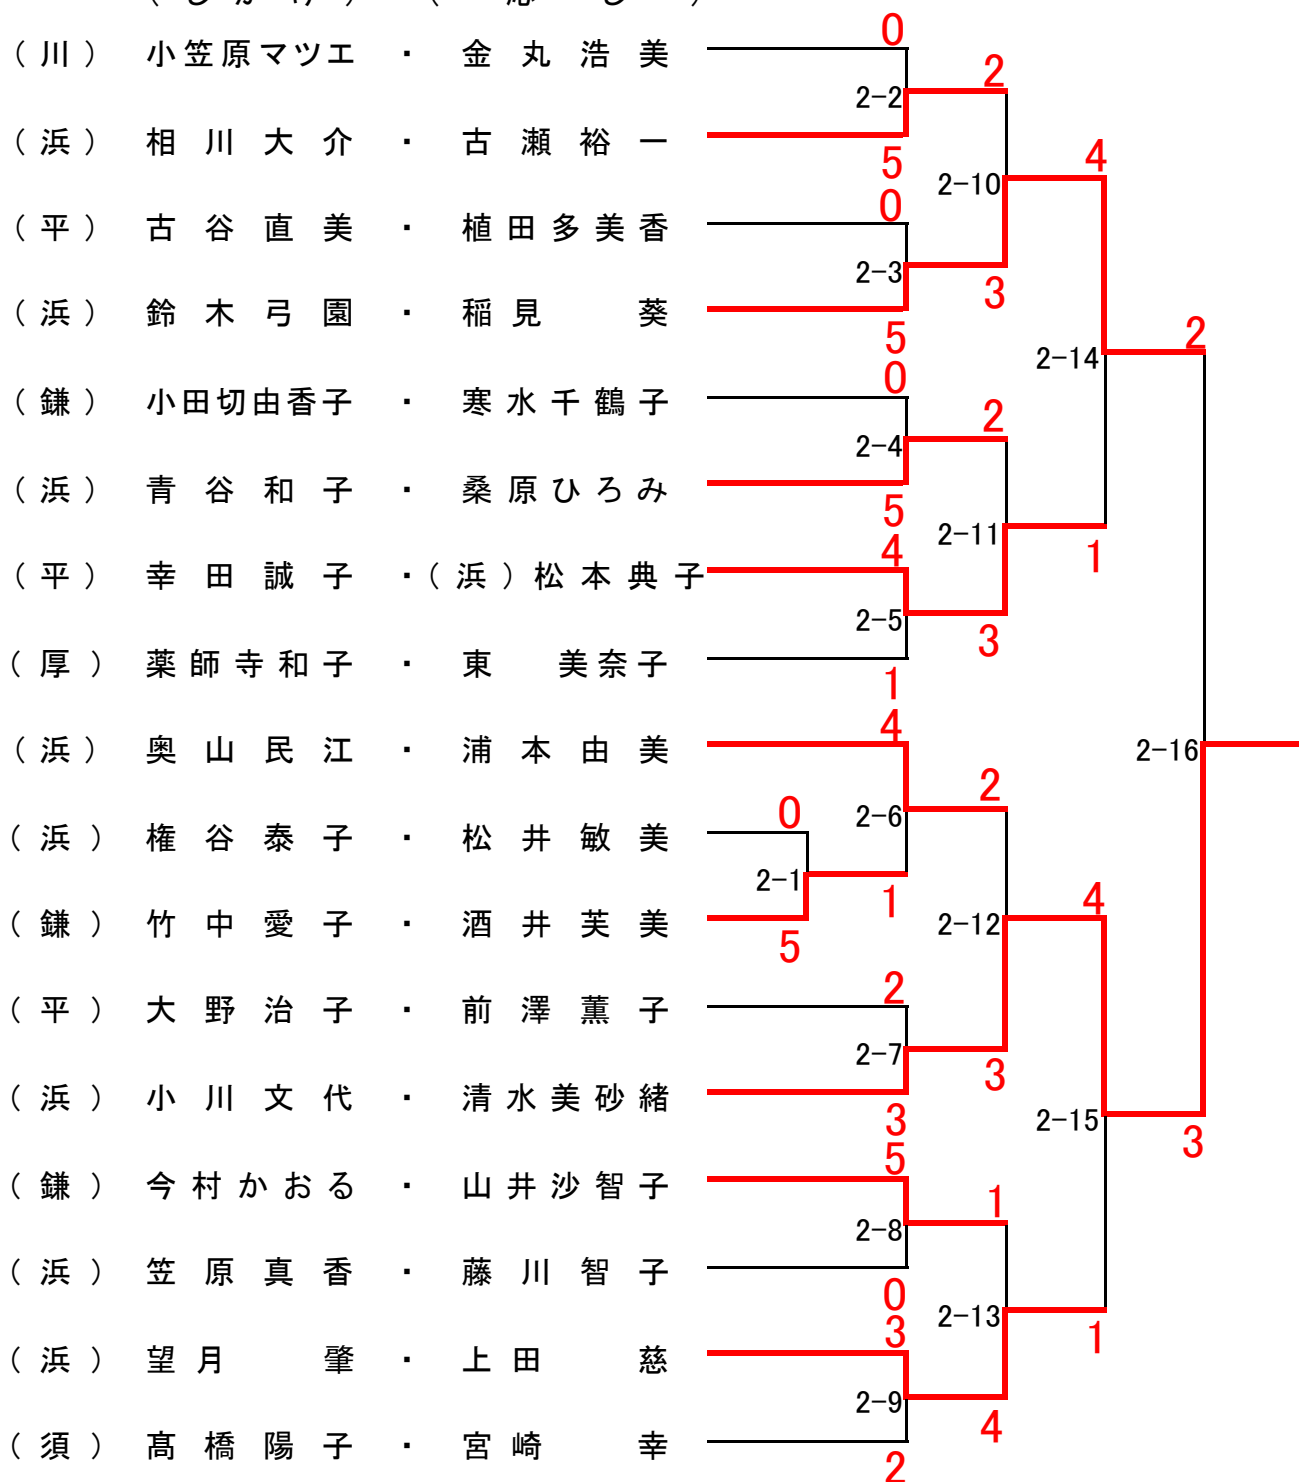 (川) 小笠原マツエ ・ 金丸浩美 0
2
2-2
(浜) 相川大介 ・ 古瀬裕一 5
4
2-10
(平) 古谷直美 ・ 植田多美香 0
2-3
3
(浜) 鈴木弓園 ・ 稲見 葵 5
2
2-14
(鎌) 小田切由香子 ・ 寒水千鶴子 0
2
2-4
(浜) 青谷和子 ・ 桑原ひろみ 5
2-11
1
(平) 幸田誠子 ・(浜)松本典子 4
2-5
3
(厚) 薬師寺和子 ・ 東 美奈子 1
(浜) 奥山民江 ・ 浦本由美 4
2-16
2
2-6
(浜) 権谷泰子 ・ 松井敏美 0
2-1
1
(鎌) 竹中愛子 ・ 酒井芙美 5
4
2-12
(平) 大野治子 ・ 前澤薫子 2
2-7
3
(浜) 小川文代 ・ 清水美砂緒 3
2-15
3
(鎌) 今村かおる ・ 山井沙智子 5
1
2-8
(浜) 笠原真香 ・ 藤川智子 0
2-13
1
(浜) 望月 肇 ・ 上田 慈 3
2-9
4
(須) 髙橋陽子 ・ 宮崎 幸 2